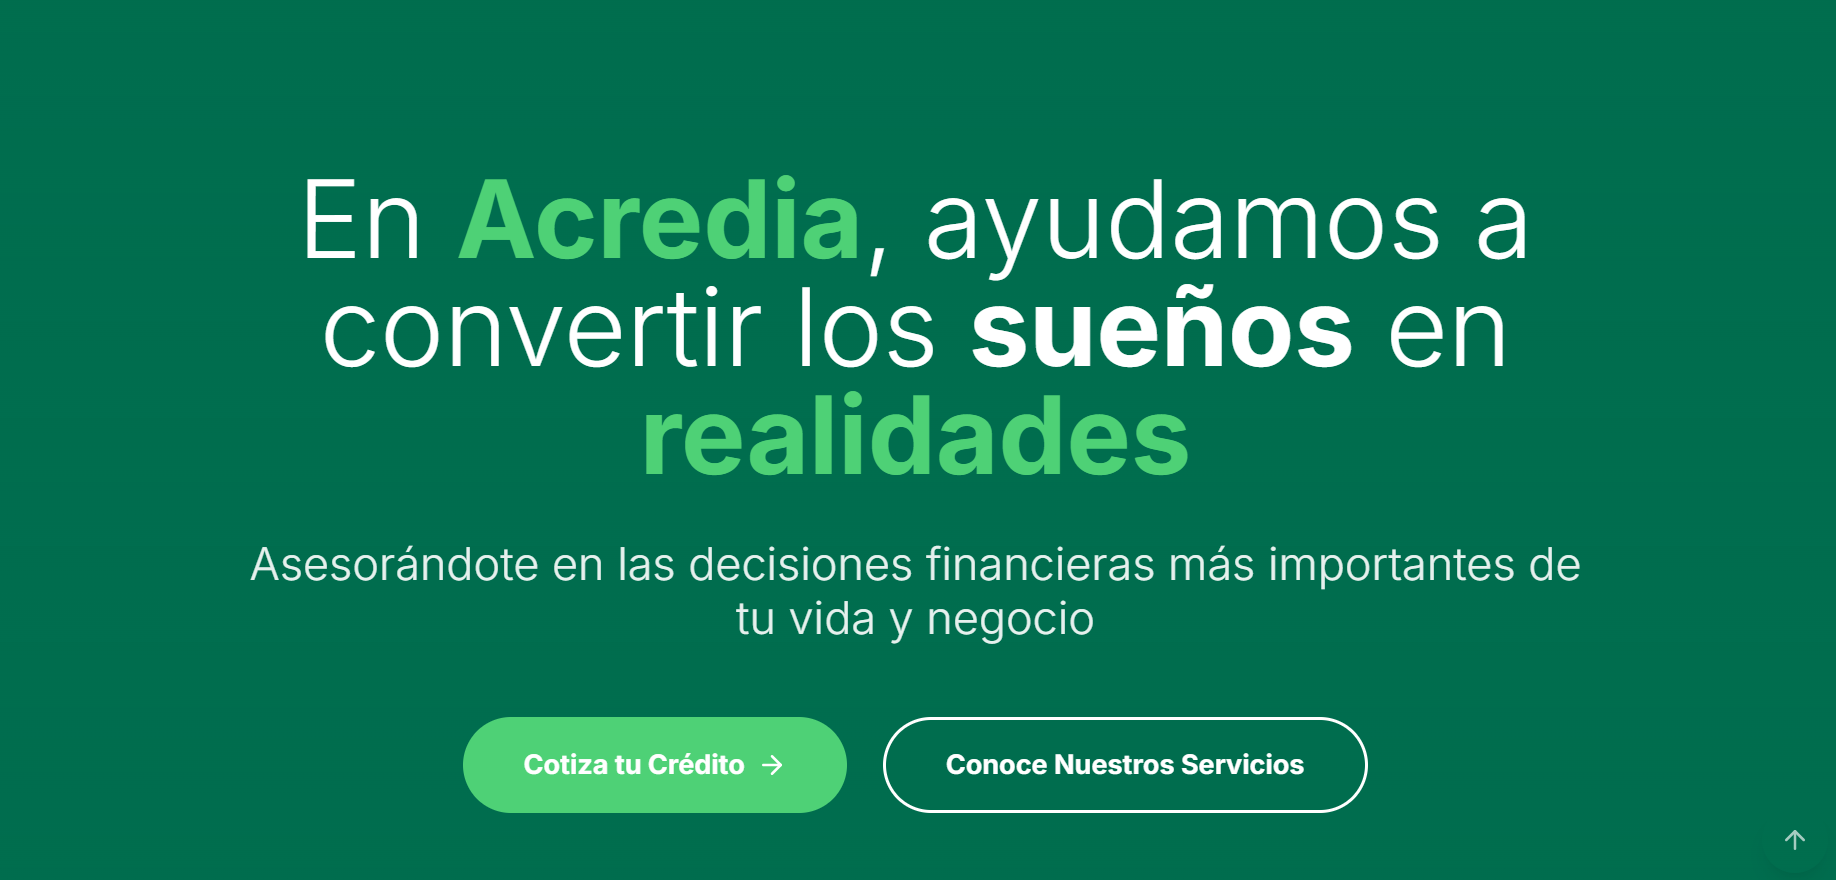 En Acredia, ayudamos a
convertir los sueños en
realidades
Asesorándote en las decisiones financieras más importantes de
tu vida y negocio
Cotiza tu Crédito
Conoce Nuestros Servicios